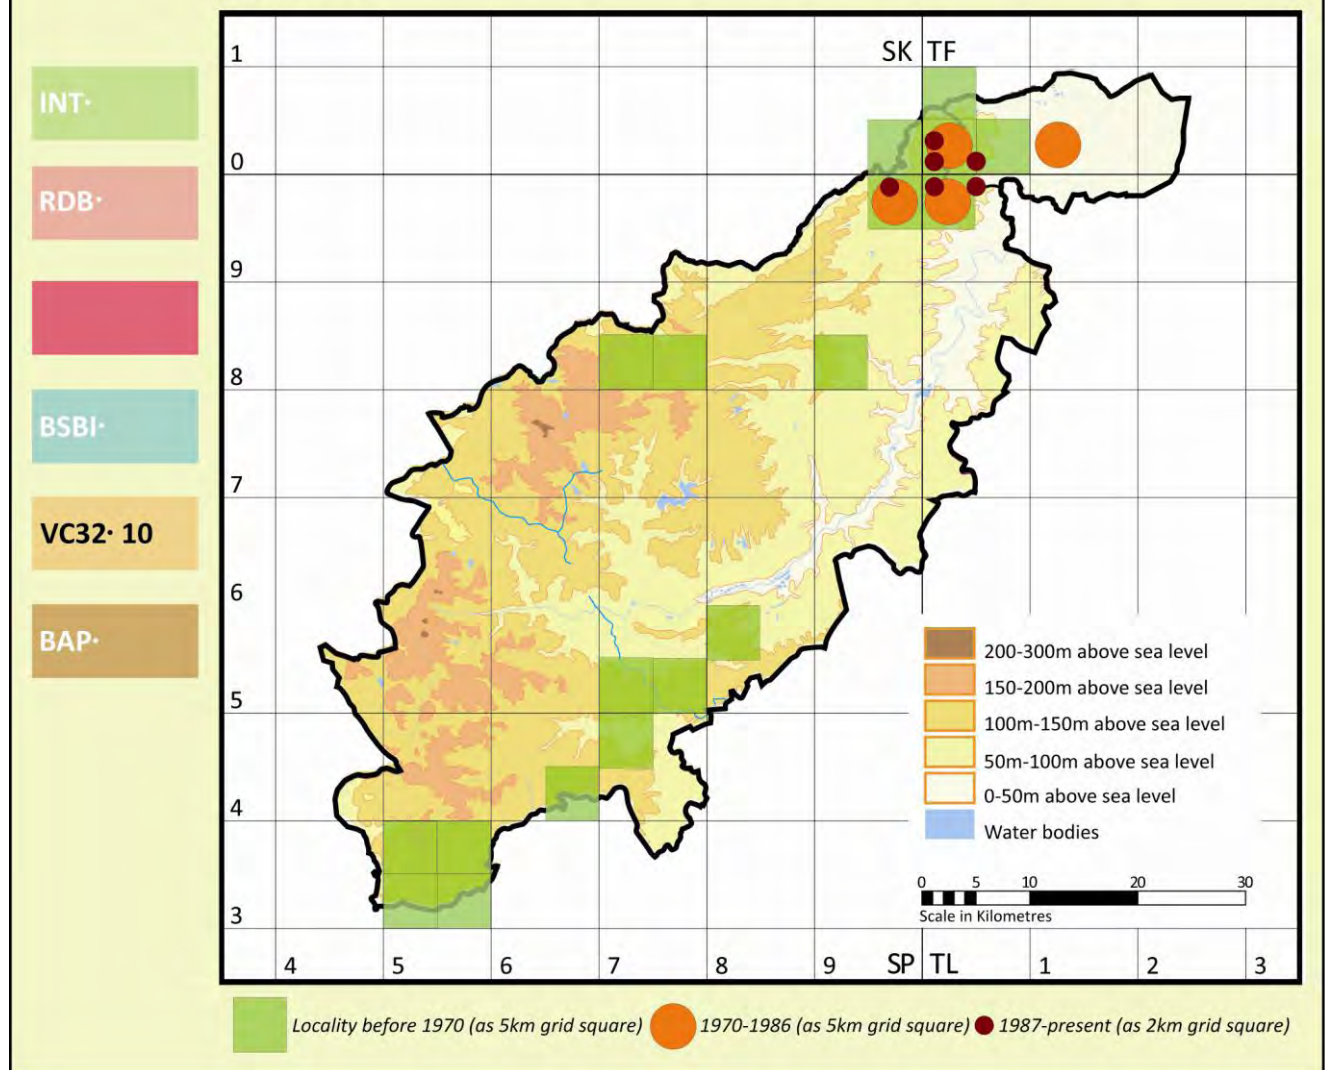 INT·
RDB·
BSBI·
VC32· 10
BAP·
SK TF
1
0
9
8
7
6
5
4
3
4 5 6 7 8 9 SP TL 1 2 3
200-300m above sea level
150-200m above sea level
100m-150m above sea level
50m-100m above sea level
0-50m above sea level
Water bodies
0 5 10 20 30
Scale in Kilometres
Locality before 1970 (as 5km grid square) 1970-1986 (as 5km grid square) 1987-present (as 2km grid square)